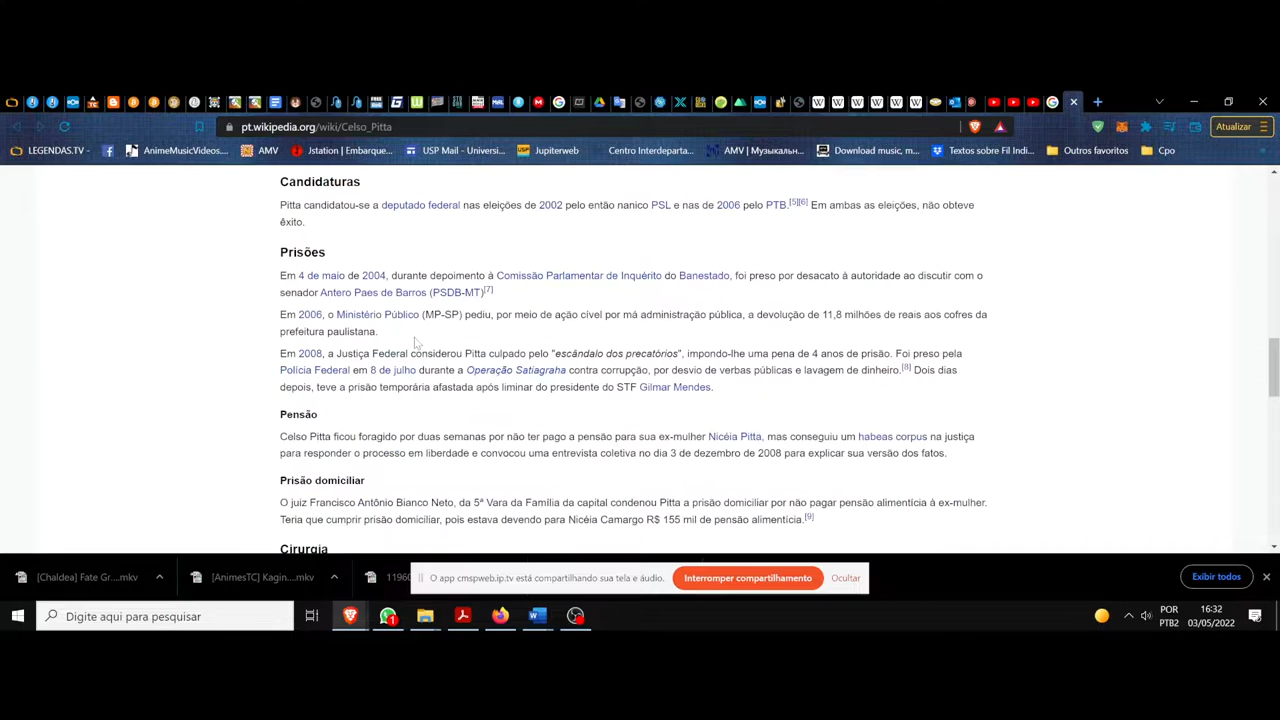 pt.wikipedia.org/wiki/Celso_Pitta
Atualizar
LEGENDAS.TV
AnimeMusicVideos...
AMV
Jstation | Embarque...
USP Mail - Universi...
Jupiterweb
Centro Interdeparta...
AMV | Музыкальн...
Download music, m...
Textos sobre Fil Indi...
Outros favoritos
Cpo
Candidaturas
Pitta candidatou-se a deputado federal nas eleições de 2002 pelo então nanico PSL e nas de 2006 pelo PTB.[5][6] Em ambas as eleições, não obteve
êxito.
Prisões
Em 4 de maio de 2004, durante depoimento à Comissão Parlamentar de Inquérito do Banestado, foi preso por desacato à autoridade ao discutir com o
senador Antero Paes de Barros (PSDB-MT)[7]
Em 2006, o Ministério Público (MP-SP) pediu, por meio de ação cível por má administração pública, a devolução de 11,8 milhões de reais aos cofres da
prefeitura paulistana.
Em 2008, a Justiça Federal considerou Pitta culpado pelo "escândalo dos precatórios", impondo-lhe uma pena de 4 anos de prisão. Foi preso pela
Polícia Federal em 8 de julho durante a Operação Satiagraha contra corrupção, por desvio de verbas públicas e lavagem de dinheiro.[8] Dois dias
depois, teve a prisão temporária afastada após liminar do presidente do STF Gilmar Mendes.
Pensão
Celso Pitta ficou foragido por duas semanas por não ter pago a pensão para sua ex-mulher Nicéia Pitta, mas conseguiu um habeas corpus na justiça
para responder o processo em liberdade e convocou uma entrevista coletiva no dia 3 de dezembro de 2008 para explicar sua versão dos fatos.
Prisão domiciliar
O juiz Francisco Antônio Bianco Neto, da 5ª Vara da Família da capital condenou Pitta a prisão domiciliar por não pagar pensão alimentícia à ex-mulher.
Teria que cumprir prisão domiciliar, pois estava devendo para Nicéia Camargo R$ 155 mil de pensão alimentícia.[9]
Cirurgia
[Chaldea] Fate Gr....mkv
[AnimesTC] Kagin....mkv
1196
O app cmspweb.ip.tv está compartilhando sua tela e áudio.
Interromper compartilhamento
Ocultar
Exibir todos
Digite aqui para pesquisar
POR
PTB2
16:32
03/05/2022